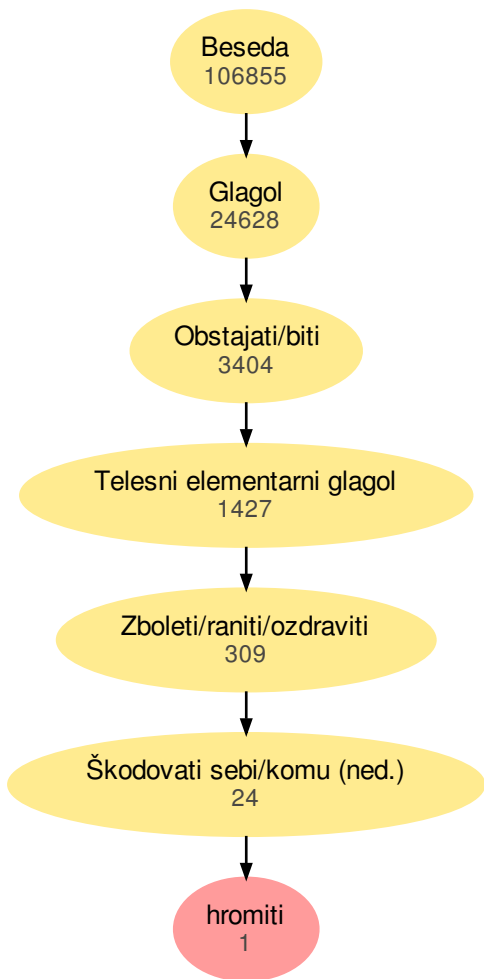 Beseda
106855
Glagol
24628
Obstajati/biti
3404
Telesni elementarni glagol
1427
Zboleti/raniti/ozdraviti
309
Škodovati sebi/komu (ned.)
24
hromiti
1